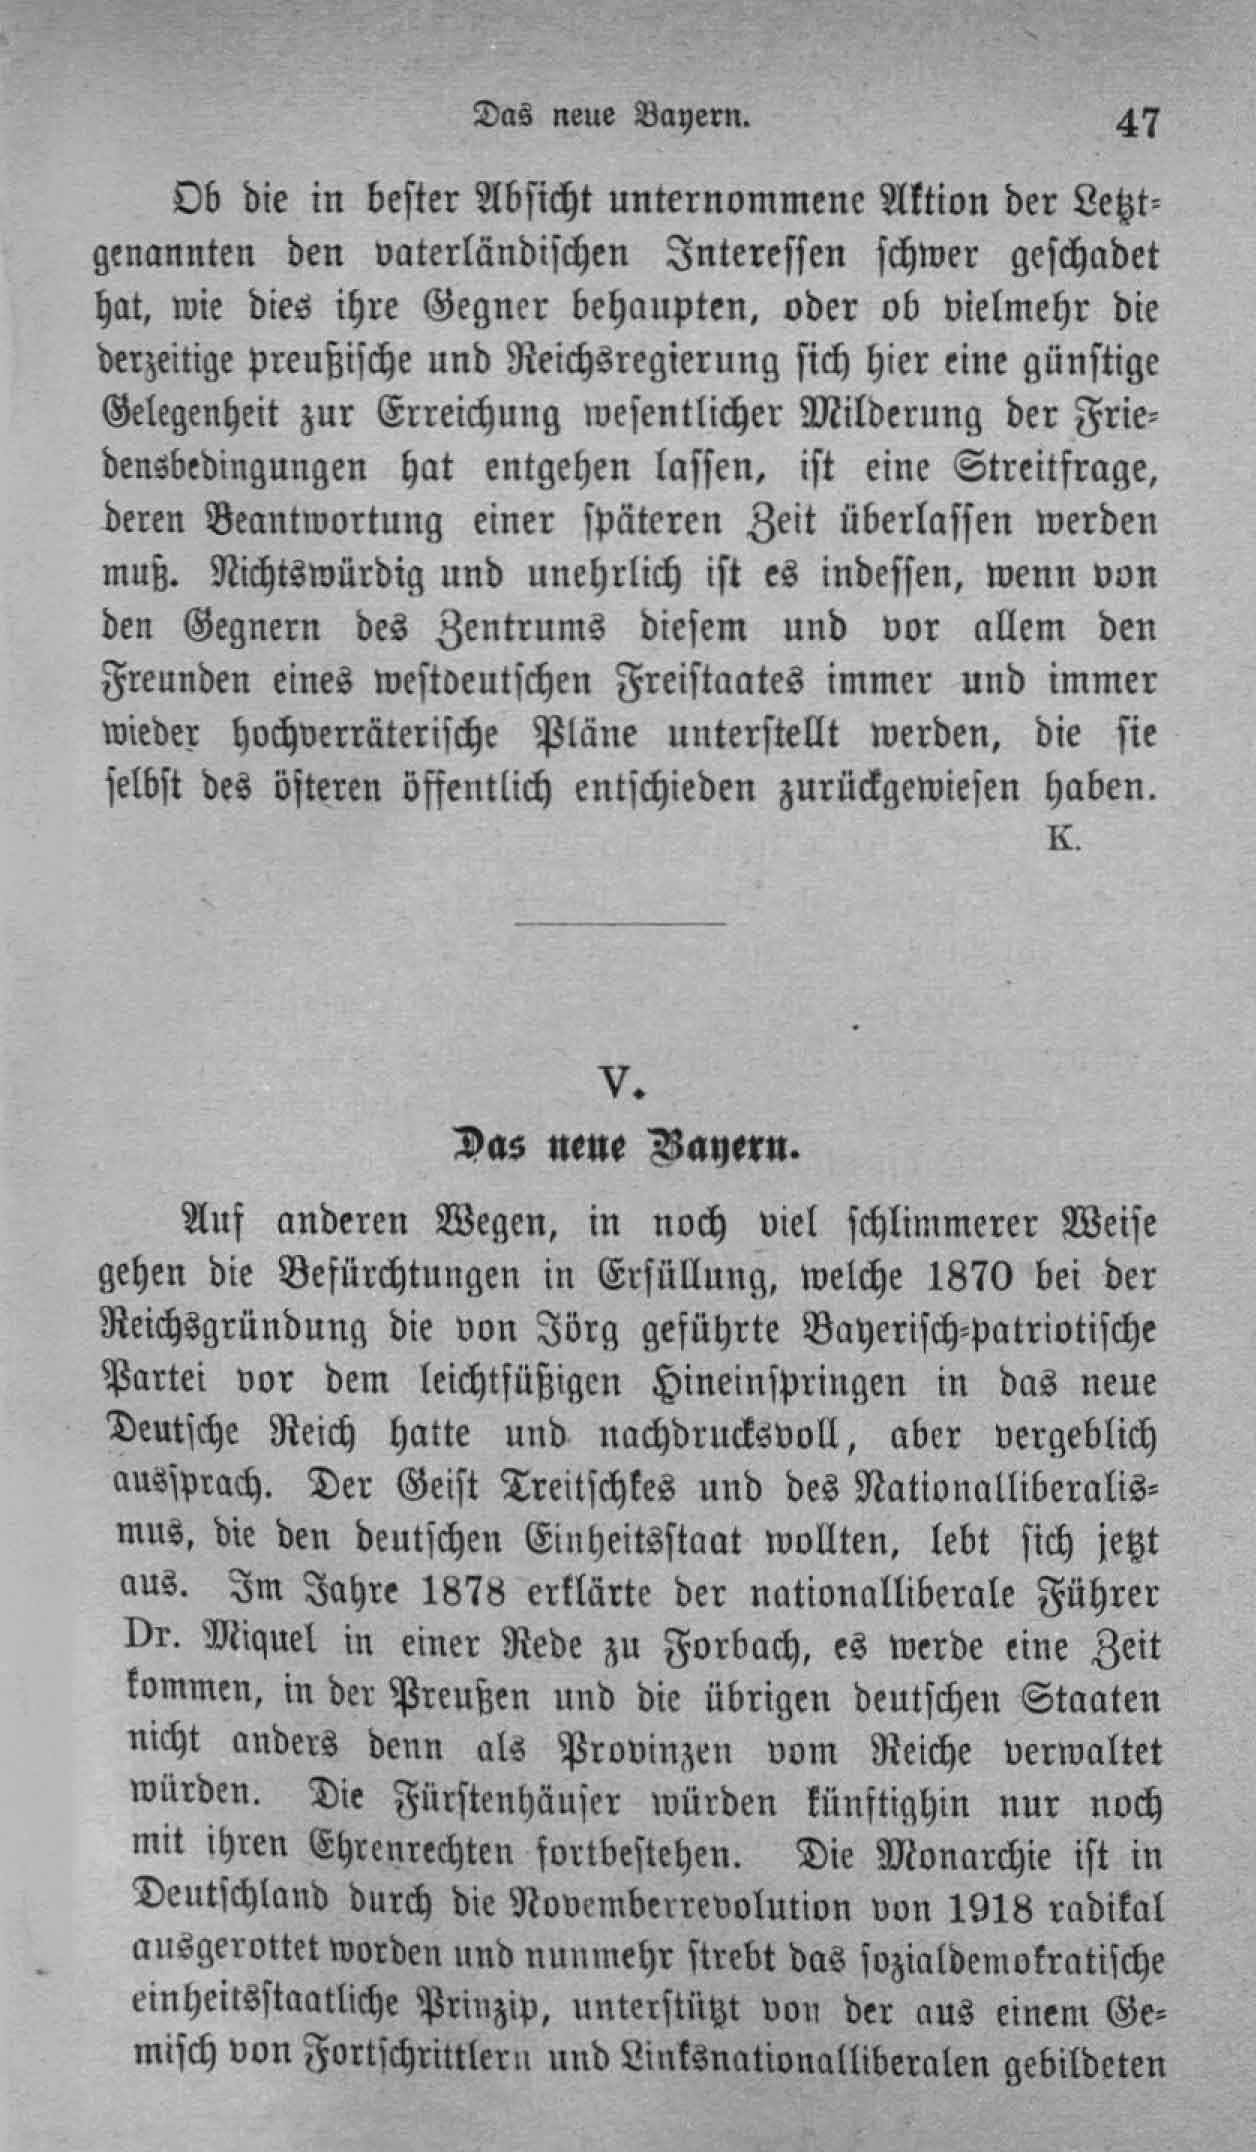 Das neue Bayern. 47
Ob die in bester Absicht unternommene Aktion der Letzt-
genannten den vaterländischen Interessen schwer geschadet
hat, wie dies ihre Gegner behaupten, oder ob vielmehr die
derzeitige preußische und Reichsregierung sich hier eine günstige
Gelegenheit zur Erreichung wesentlicher Milderung der Frie-
densbedingungen hat entgehen lassen, ist eine Streitfrage,
deren Beantwortung einer späteren Zeit überlassen werden
muß. Nichtswürdig und unehrlich ist es indessen, wenn von
den Gegnern des Zentrums diesem und vor allem den
Freunden eines westdeutschen Freistaates immer und immer
wieder hochverräterische Pläne unterstellt werden, die sie
selbst des öfteren öffentlich entschieden zurückgewiesen haben.
K.
V.
Das neue Bayern.
Auf anderen Wegen, in noch viel schlimmerer Weise
gehen die Befürchtungen in Erfüllung, welche 1870 bei der
Reichsgründung die von Jörg geführte Bayerisch-patriotische
Partei vor dem leichtfüßigen Hineinspringen in das neue
Deutsche Reich hatte und nachdrucksvoll, aber vergeblich
aussprach. Der Geist Treitschkes und des Nationalliberalis-
mus, die den deutschen Einheitsstaat wollten, lebt sich jetzt
aus. Im Jahre 1878 erklärte der nationalliberale Führer
Dr. Miquel in einer Rede zu Forbach, es werde eine Zeit
kommen, in der Preußen und die übrigen deutschen Staaten
nicht anders denn als Provinzen vom Reiche verwaltet
würden. Die Fürstenhäuser würden künftighin nur noch
mit ihren Ehrenrechten fortbestehen. Die Monarchie ist in
Deutschland durch die Novemberrevolution von 1918 radikal
ausgerottet worden und nunmehr strebt das sozialdemokratische
einheitsstaatliche Prinzip, unterstützt von der aus einem Ge-
misch von Fortschrittlern und Linksnationalliberalen gebildeten